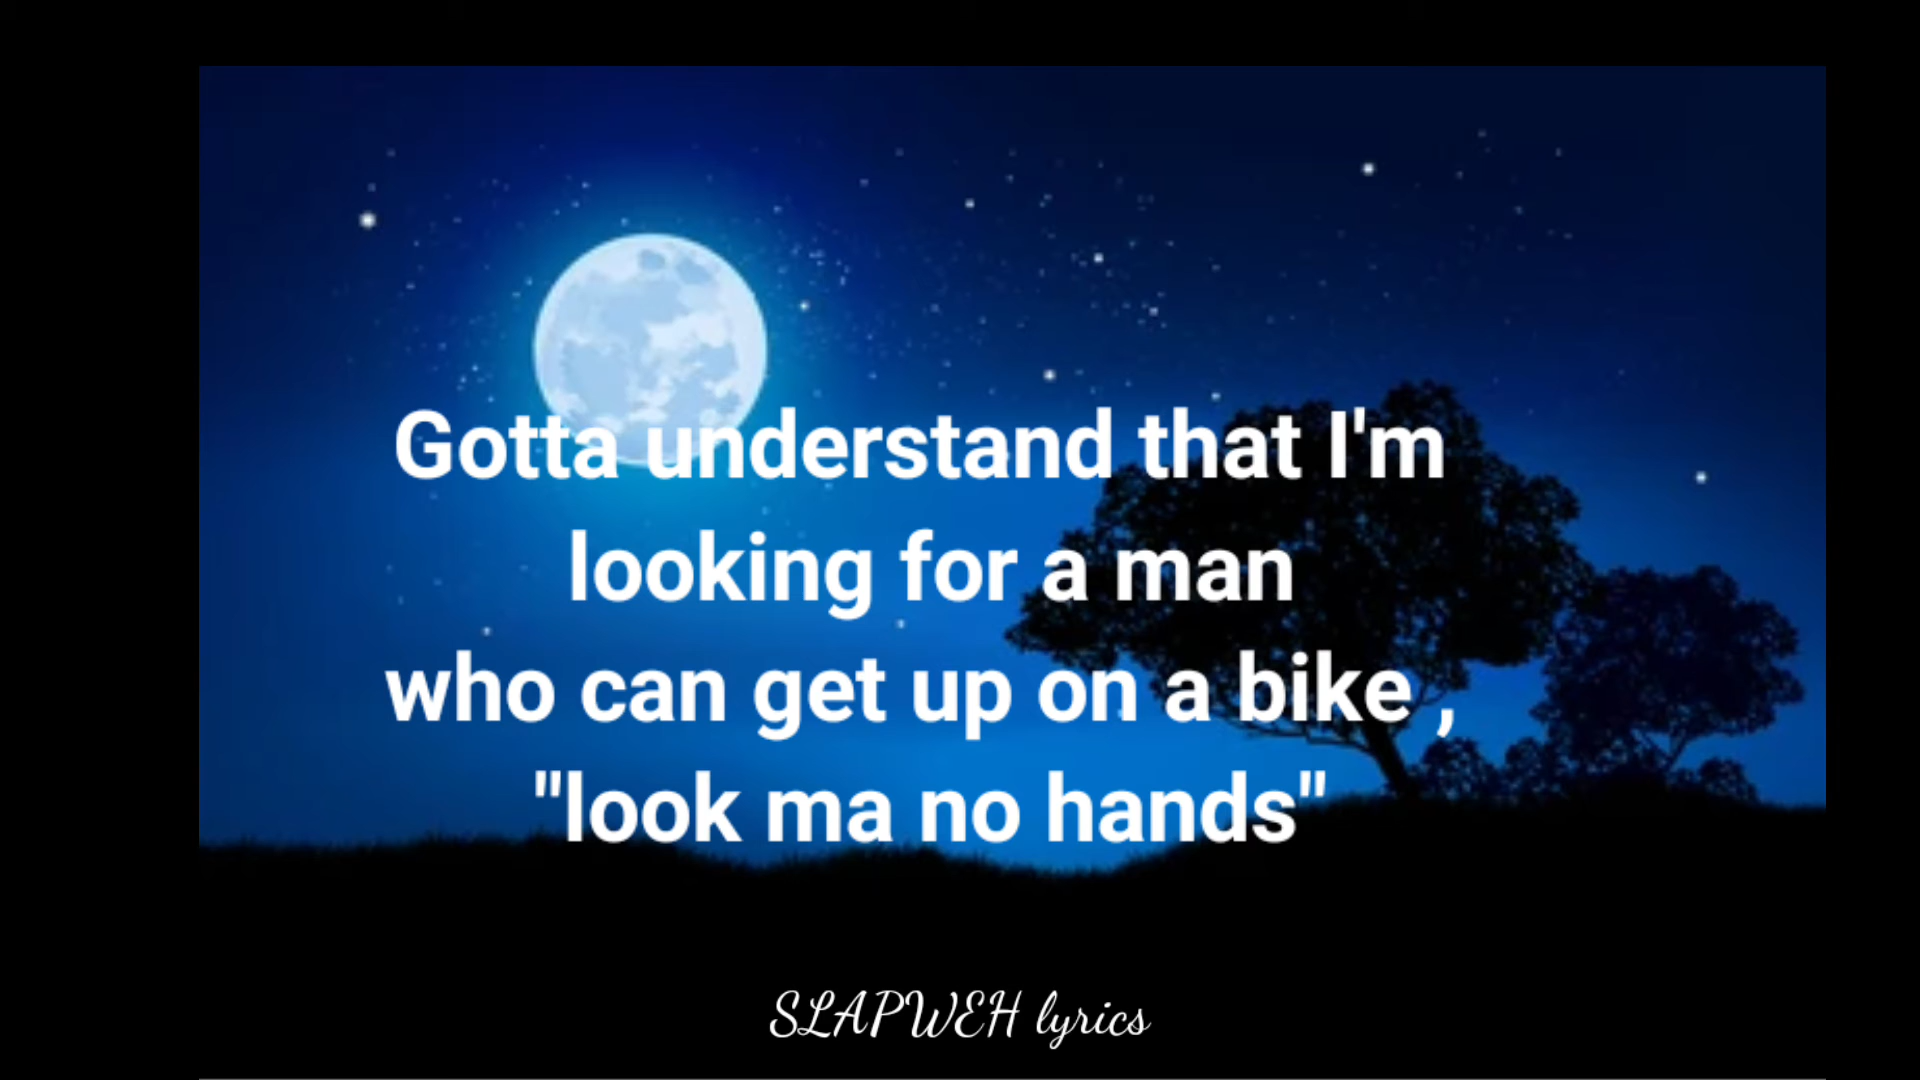 Gotta understand that I'm
looking for a man
who can get up on a bike ,
"look ma no hands"
SLAPWEH lyrics